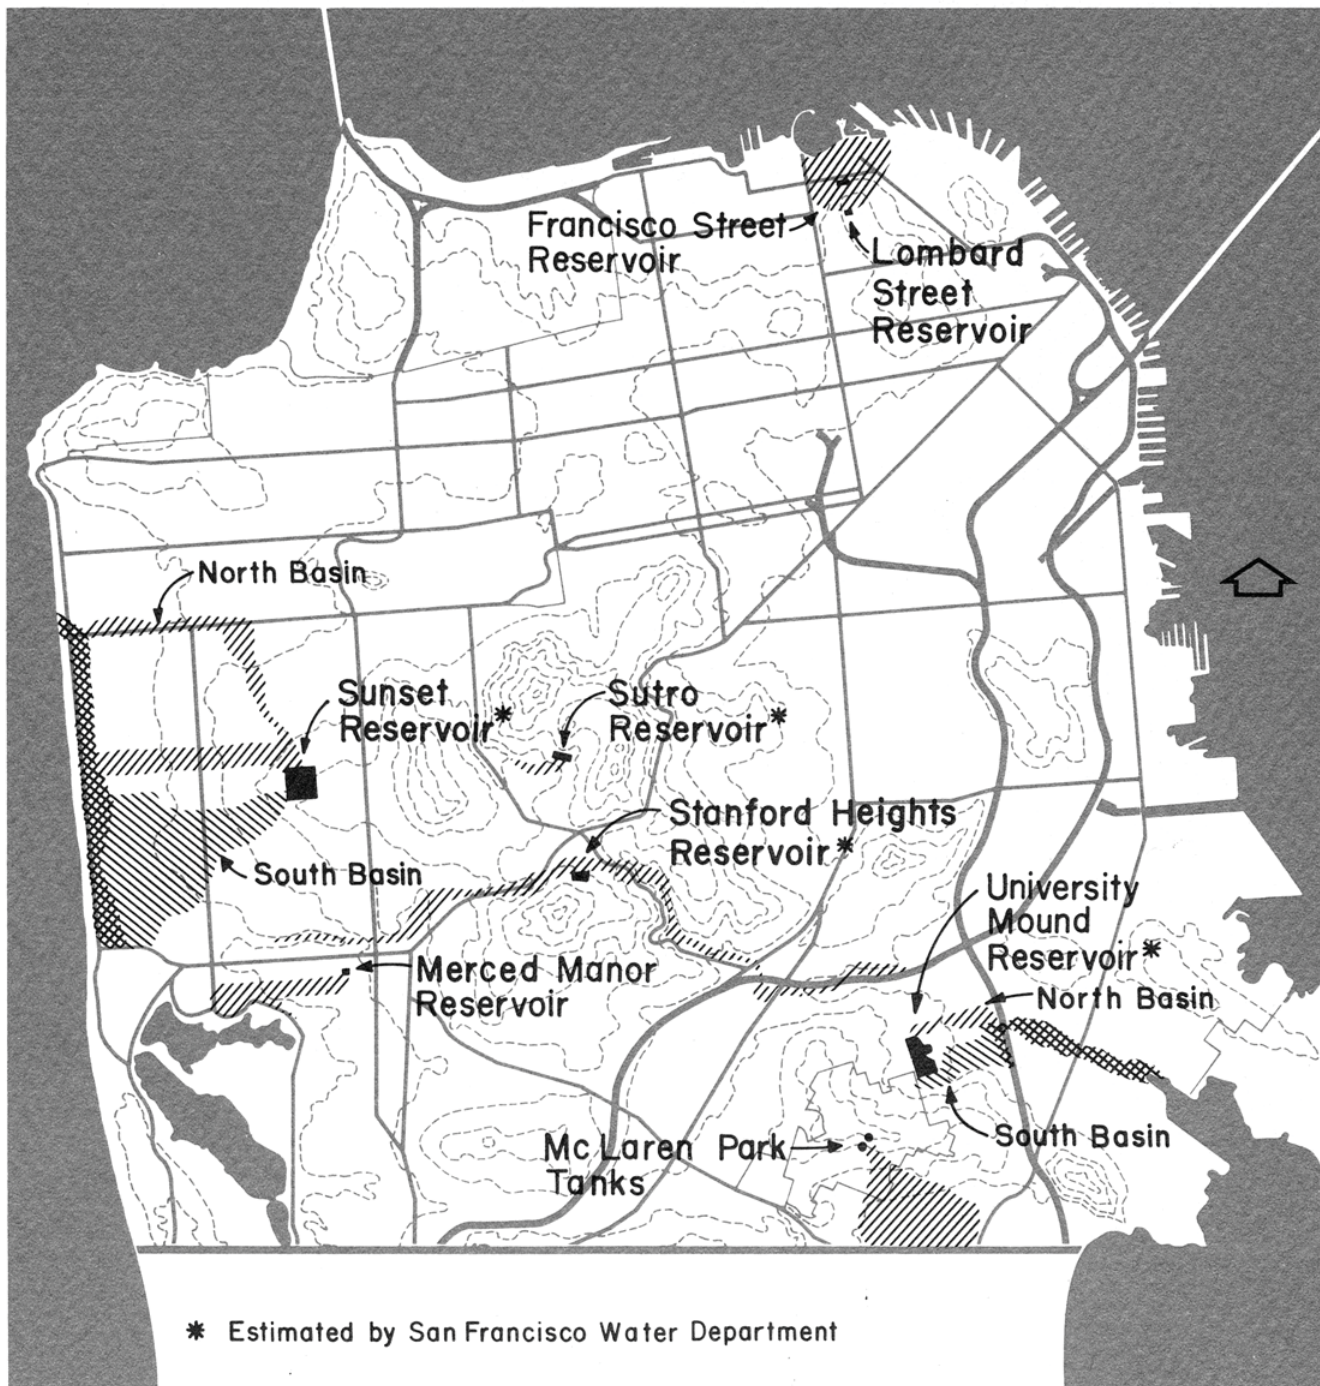 Francisco Street
Reservoir
Lombard
Street
Reservoir
North Basin
Sunset
Reservoir*
Sutro
Reservoir*
Stanford Heights
Reservoir*
South Basin
University
Mound
Reservoir*
Merced Manor
Reservoir
North Basin
South Basin
Mc Laren Park
Tanks
* Estimated by San Francisco Water Department